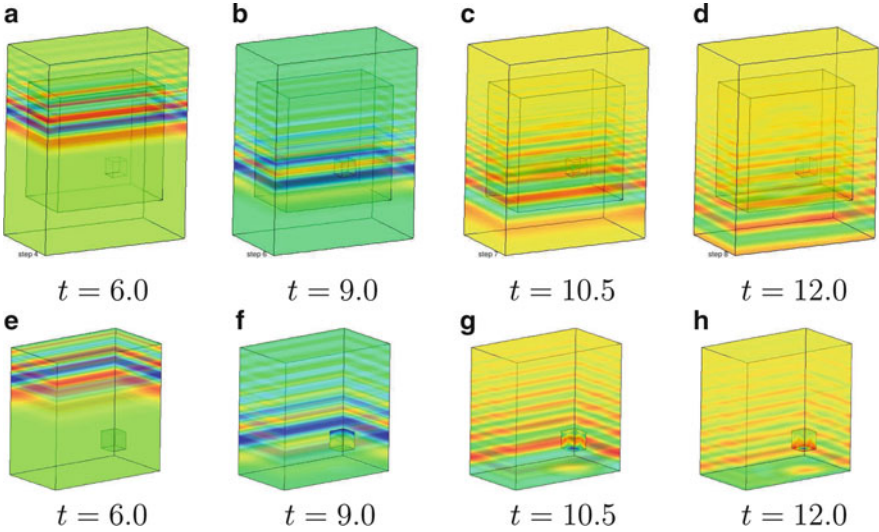 a b c d
step 4 step 6 step 7 step 8
t = 6.0 t = 9.0 t = 10.5 t = 12.0
e f g h
t = 6.0 t = 9.0 t = 10.5 t = 12.0